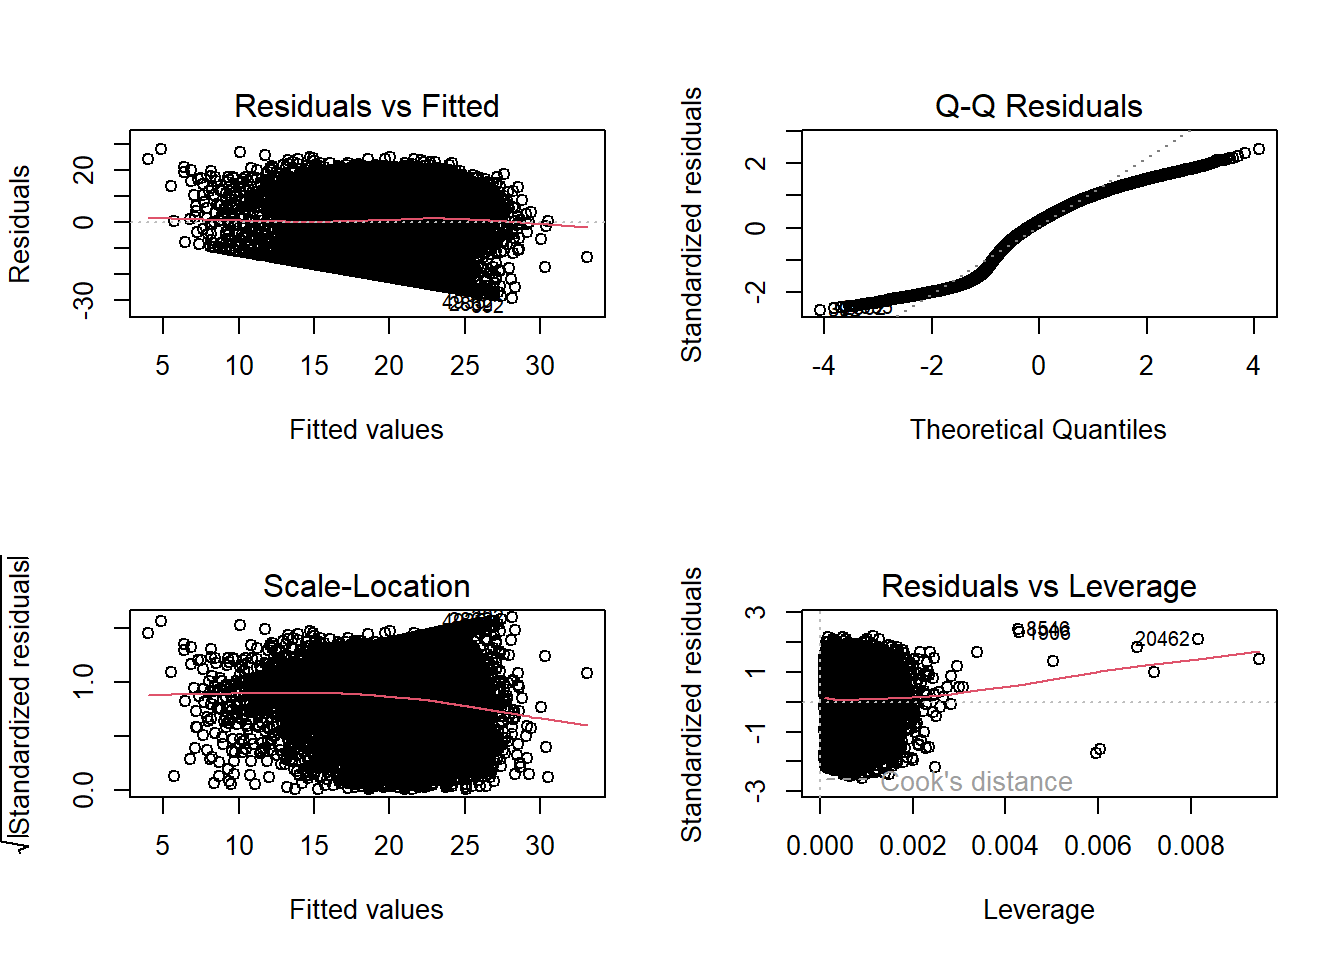 Residuals vs Fitted
Residuals
20
0
-30
5 10 15 20 25 30
Fitted values
Q-Q Residuals
Standardized residuals
2
0
-2
-4 -2 0 2 4
Theoretical Quantiles
Scale-Location
√|Standardized residuals|
1.0
0.0
5 10 15 20 25 30
Fitted values
Residuals vs Leverage
Standardized residuals
3
1
-1
-3
8546
1906
20462
Cook's distance
0.000 0.002 0.004 0.006 0.008
Leverage